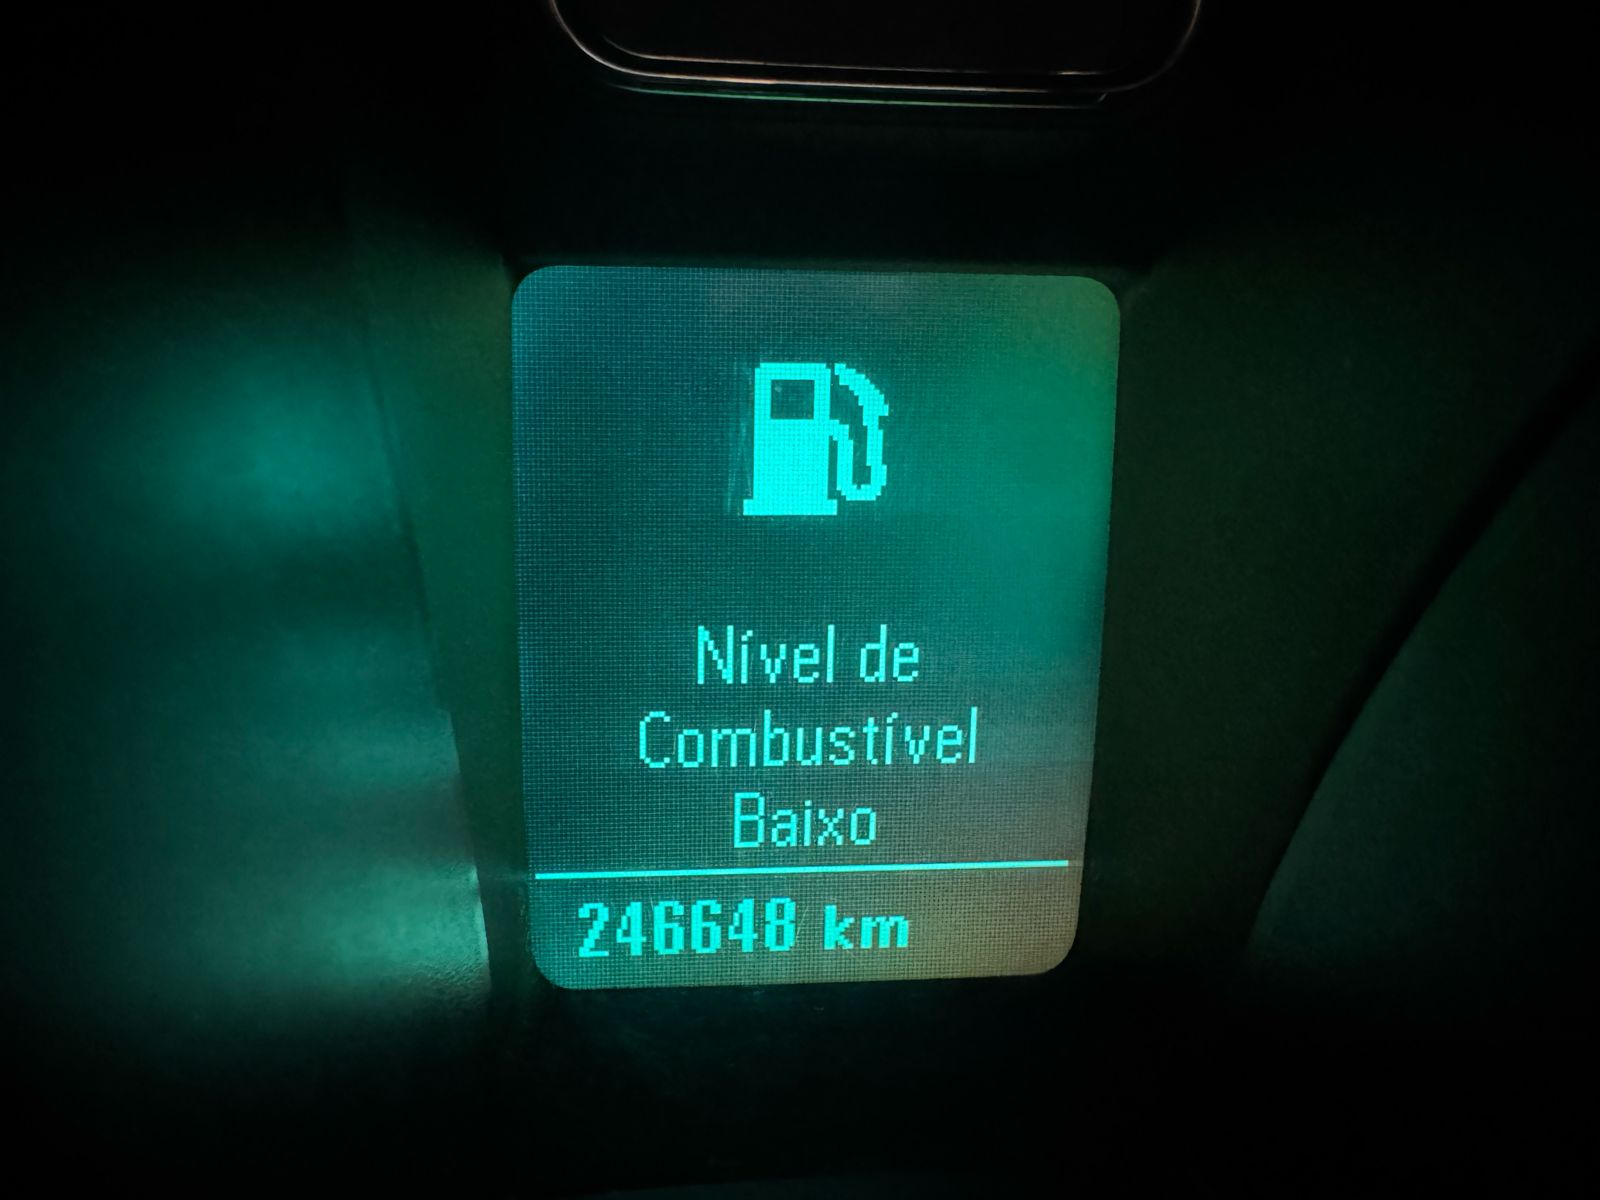 Nível de
Combustível
Baixo
246648 km